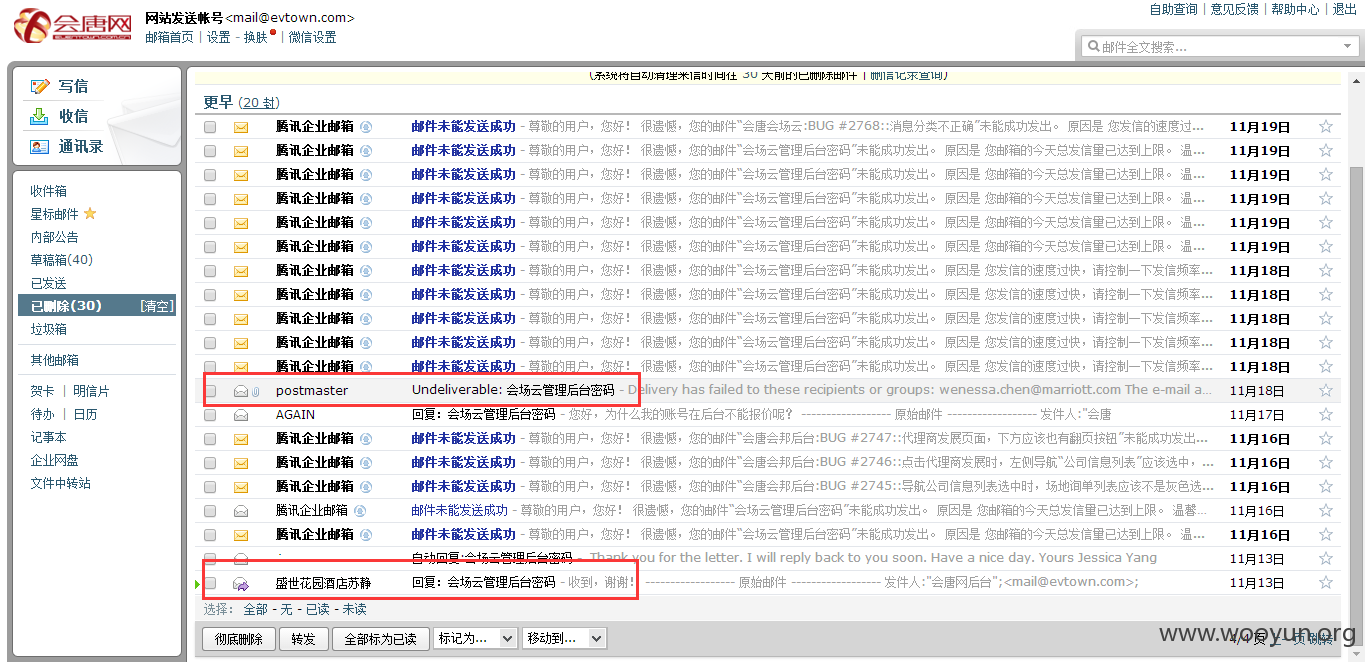 会唐网
EVENTOWN.COM.CN
网站发送帐号<mail@evtown.com>
邮箱首页 | 设置 - 换肤 | 微信设置
自助查询 | 意见反馈 | 帮助中心 | 退出
邮件全文搜索...
写信
收信
通讯录
收件箱
星标邮件
内部公告
草稿箱(40)
已发送
已删除(30) [清空]
垃圾箱
其他邮箱
贺卡 | 明信片
待办 | 日历
记事本
企业网盘
文件中转站
(系统将自动清理来信时间在 30 天前的已删除邮件 | 删信记录查询)
更早 (20 封)
腾讯企业邮箱 邮件未能发送成功 - 尊敬的用户，您好！ 很遗憾，您的邮件“会唐会场云:BUG #2768::消息分类不正确”未能成功发出。 原因是 您发信的速度过... 11月19日
腾讯企业邮箱 邮件未能发送成功 - 尊敬的用户，您好！ 很遗憾，您的邮件“会场云管理后台密码”未能成功发出。 原因是 您邮箱的今天总发信量已达到上限。 温... 11月19日
腾讯企业邮箱 邮件未能发送成功 - 尊敬的用户，您好！ 很遗憾，您的邮件“会场云管理后台密码”未能成功发出。 原因是 您邮箱的今天总发信量已达到上限。 温... 11月19日
腾讯企业邮箱 邮件未能发送成功 - 尊敬的用户，您好！ 很遗憾，您的邮件“会场云管理后台密码”未能成功发出。 原因是 您邮箱的今天总发信量已达到上限。 温... 11月19日
腾讯企业邮箱 邮件未能发送成功 - 尊敬的用户，您好！ 很遗憾，您的邮件“会场云管理后台密码”未能成功发出。 原因是 您邮箱的今天总发信量已达到上限。 温... 11月19日
腾讯企业邮箱 邮件未能发送成功 - 尊敬的用户，您好！ 很遗憾，您的邮件“会场云管理后台密码”未能成功发出。 原因是 您邮箱的今天总发信量已达到上限。 温... 11月19日
腾讯企业邮箱 邮件未能发送成功 - 尊敬的用户，您好！ 很遗憾，您的邮件“会场云管理后台密码”未能成功发出。 原因是 您发信的速度过快，请控制一下发信频率... 11月18日
腾讯企业邮箱 邮件未能发送成功 - 尊敬的用户，您好！ 很遗憾，您的邮件“会场云管理后台密码”未能成功发出。 原因是 您发信的速度过快，请控制一下发信频率... 11月18日
腾讯企业邮箱 邮件未能发送成功 - 尊敬的用户，您好！ 很遗憾，您的邮件“会场云管理后台密码”未能成功发出。 原因是 您发信的速度过快，请控制一下发信频率... 11月18日
腾讯企业邮箱 邮件未能发送成功 - 尊敬的用户，您好！ 很遗憾，您的邮件“会场云管理后台密码”未能成功发出。 原因是 您发信的速度过快，请控制一下发信频率... 11月18日
腾讯企业邮箱 邮件未能发送成功 - 尊敬的用户，您好！ 很遗憾，您的邮件“会场云管理后台密码”未能成功发出。 原因是 您发信的速度过快，请控制一下发信频率... 11月18日
postmaster Undeliverable: 会场云管理后台密码 - Delivery has failed to these recipients or groups: wenessa.chen@marriott.com The e-mail a... 11月18日
AGAIN 回复：会场云管理后台密码 - 您好，为什么我的账号在后台不能报价呢？ ------------------ 原始邮件 ------------------ 发件人:"会唐 11月17日
腾讯企业邮箱 邮件未能发送成功 - 尊敬的用户，您好！ 很遗憾，您的邮件“会唐会邦后台:BUG #2747::代理商发展页面，下方应该也有翻页按钮”未能成功发出... 11月16日
腾讯企业邮箱 邮件未能发送成功 - 尊敬的用户，您好！ 很遗憾，您的邮件“会唐会邦后台:BUG #2746::点击代理商发展时，左侧导航“公司信息列表”应该选中，... 11月16日
腾讯企业邮箱 邮件未能发送成功 - 尊敬的用户，您好！ 很遗憾，您的邮件“会唐会邦后台:BUG #2745::导航公司信息列表选中时，场地询单列表应该不是灰色选... 11月16日
腾讯企业邮箱 邮件未能发送成功 - 尊敬的用户，您好！ 很遗憾，您的邮件“会场云管理后台密码”未能成功发出。 原因是 您邮箱的今天总发信量已达到上限。 温馨... 11月16日
腾讯企业邮箱 邮件未能发送成功 - 尊敬的用户，您好！ 很遗憾，您的邮件“会场云管理后台密码”未能成功发出。 原因是 您邮箱的今天总发信量已达到上限。 温... 11月16日
自动回复:会场云管理后台密码 - Thank you for the letter. I will reply back to you soon. Have a nice day. Yours Jessica Yang 11月13日
盛世花园酒店苏静 回复：会场云管理后台密码 - 收到，谢谢！ ------------------ 原始邮件 ------------------ 发件人:"会唐网后台";<mail@evtown.com>; 11月13日
选择： 全部 - 无 - 已读 - 未读
彻底删除 转发 全部标为已读 标记为... 移动到... 4/4 页 上一页 跳转
www.wooyun.org